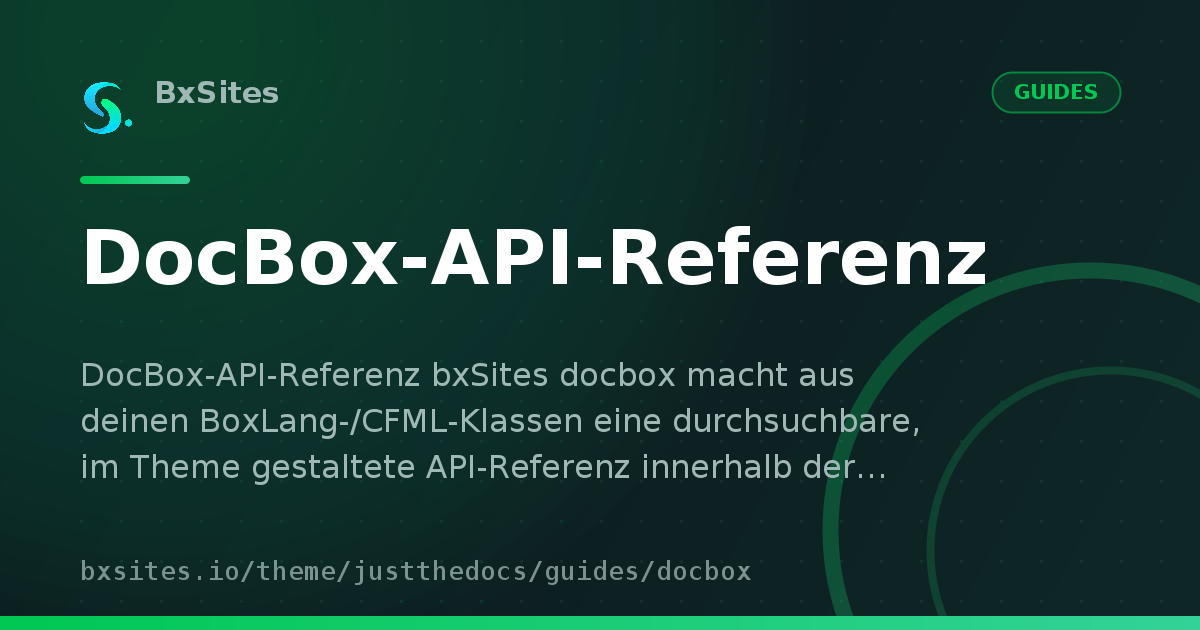 BxSites
GUIDES
DocBox-API-Referenz
DocBox-API-Referenz bxSites docbox macht aus
deinen BoxLang-/CFML-Klassen eine durchsuchbare,
im Theme gestaltete API-Referenz innerhalb der…
bxsites.io/theme/justthedocs/guides/docbox